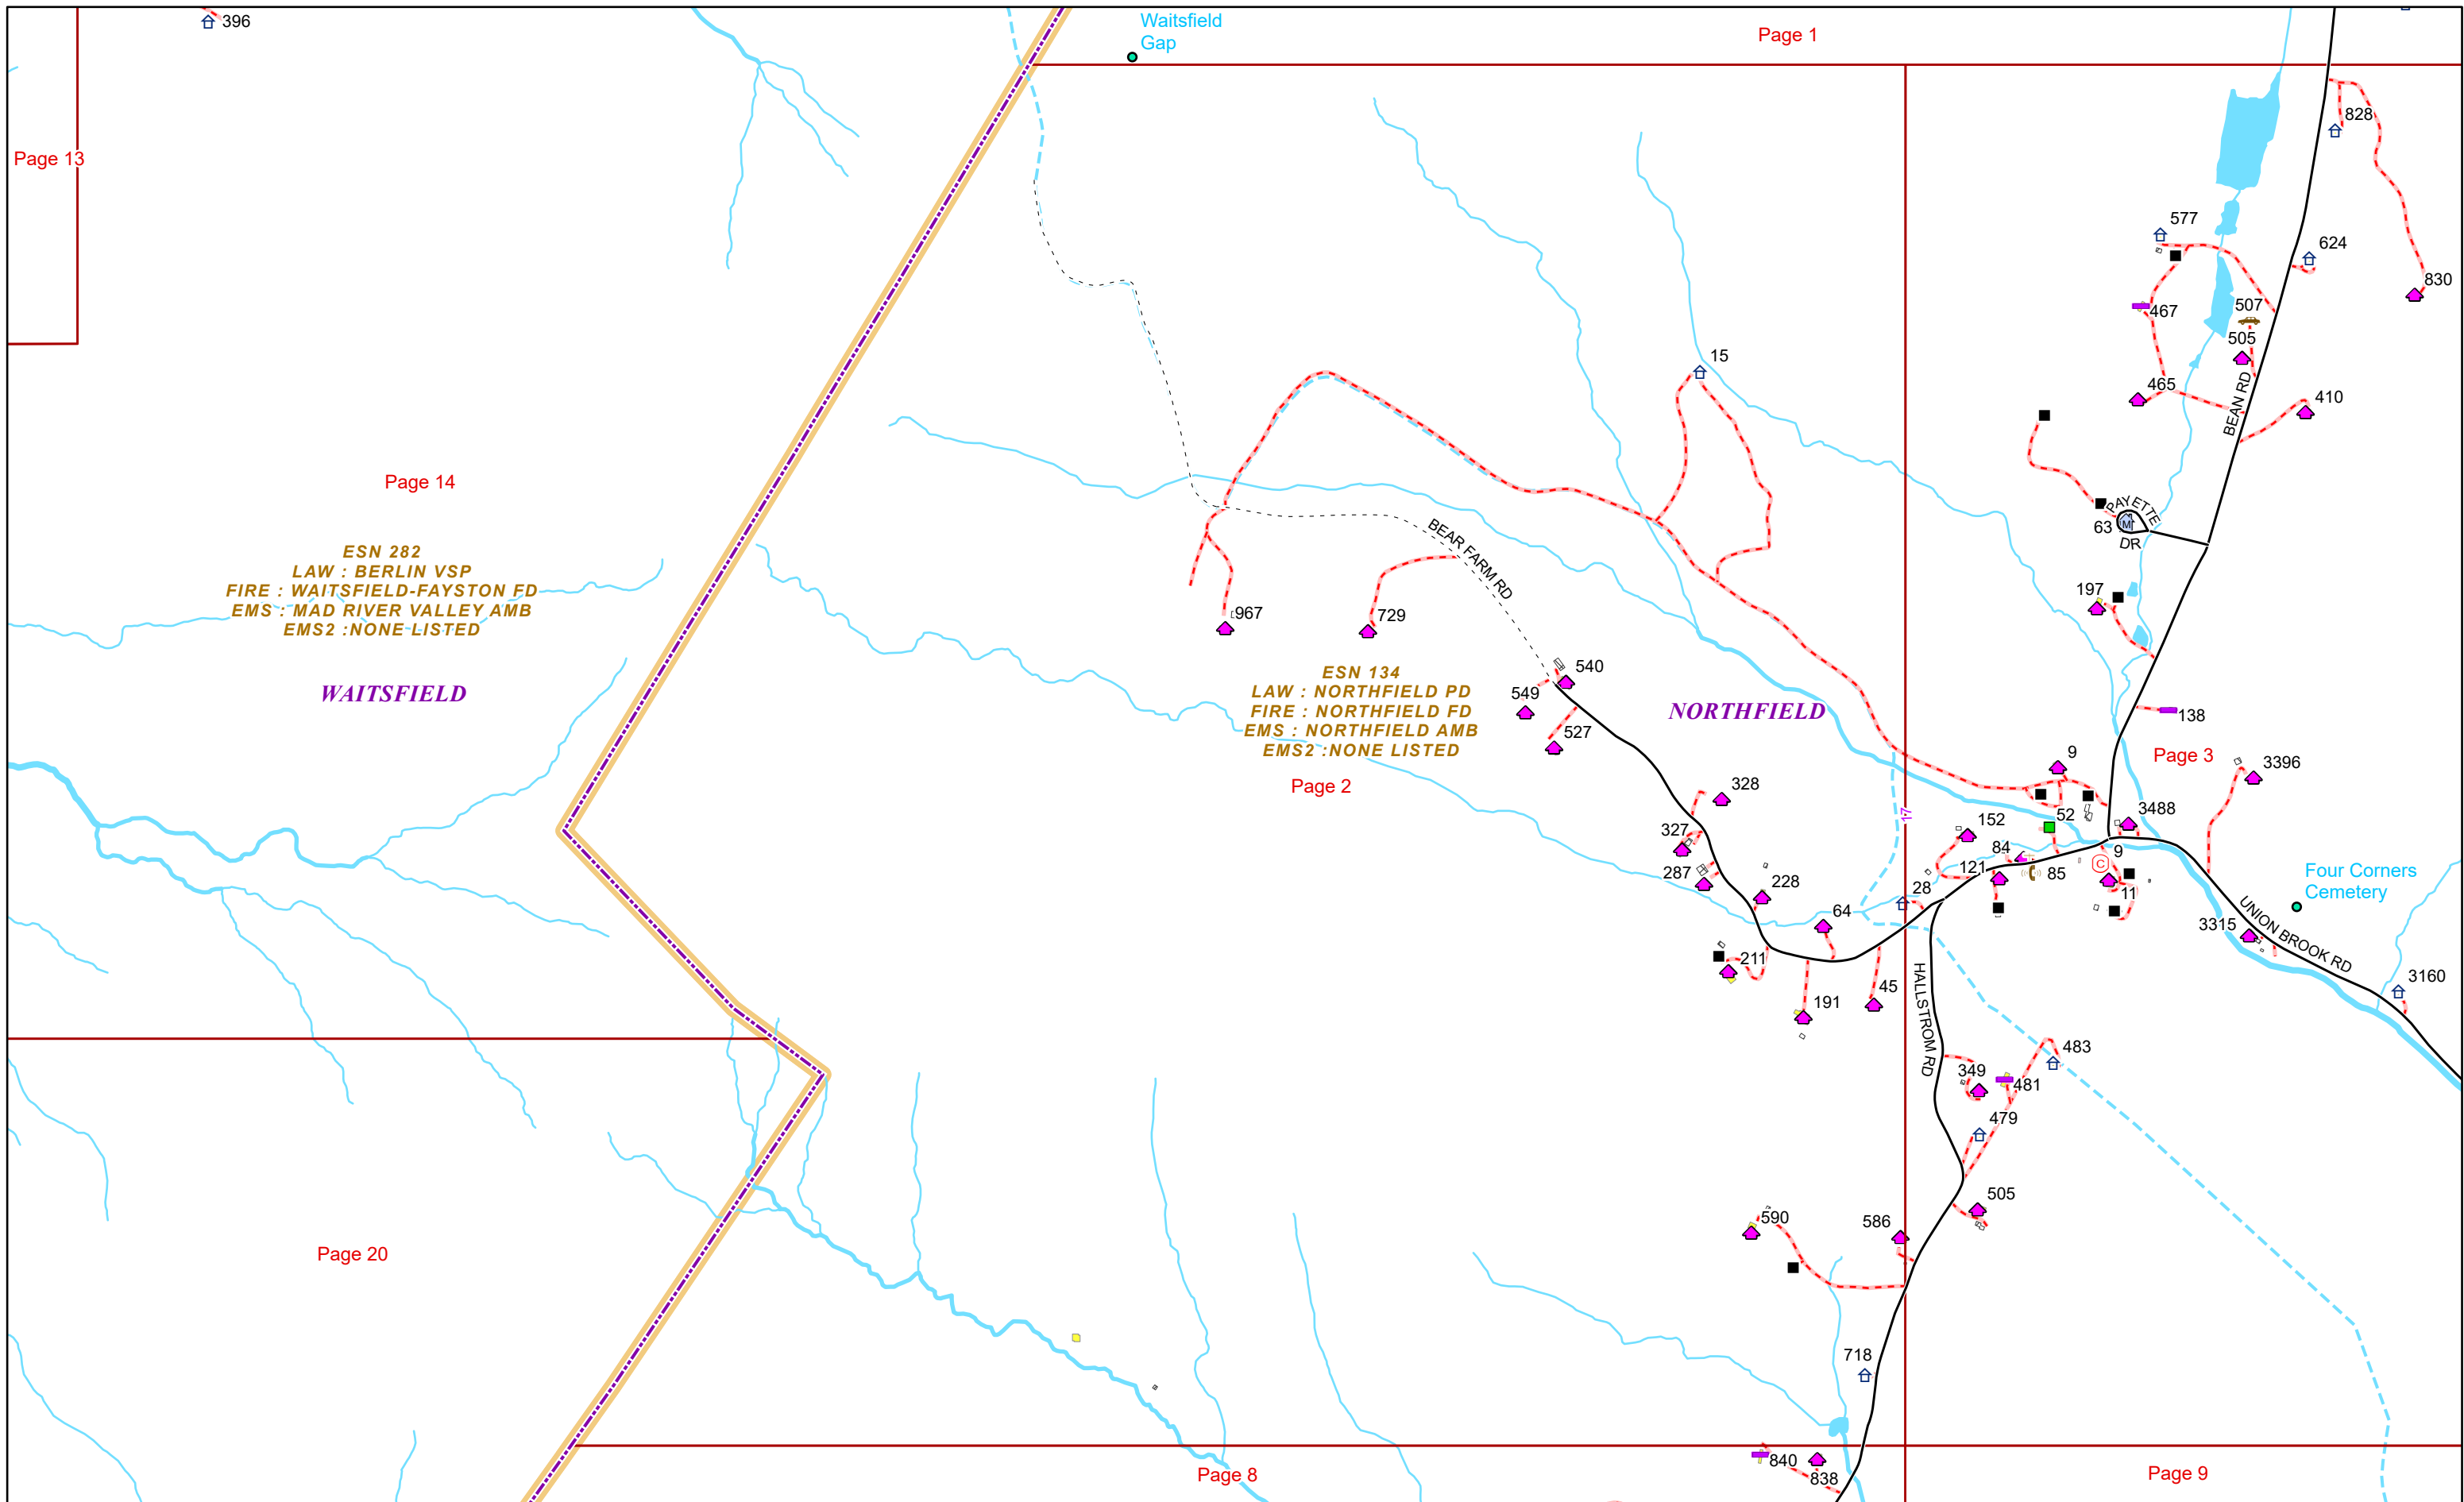 396
Waitsfield
Gap
Page 1
828
Page 13
577
624
830
467
507
505
15
465
410
BEAN RD
Page 14
PAYETTE
63
M
DR
BEAR FARM RD
ESN 282
LAW : BERLIN VSP
FIRE : WAITSFIELD-FAYSTON FD
EMS : MAD RIVER VALLEY AMB
EMS2 :NONE LISTED
197
967
729
WAITSFIELD
ESN 134
LAW : NORTHFIELD PD
FIRE : NORTHFIELD FD
EMS : NORTHFIELD AMB
EMS2 :NONE LISTED
540
549
527
NORTHFIELD
138
Page 3
9
3396
Page 2
328
17
52
3488
152
327
84
9
C
287
121
85
Four Corners
Cemetery
228
28
11
64
UNION BROOK RD
3315
211
3160
45
191
HALLSTROM RD
483
349
481
479
505
590
586
Page 20
718
840
838
Page 8
Page 9